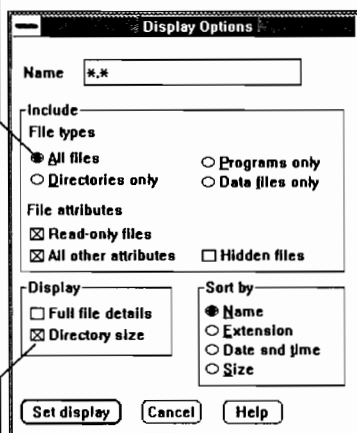 Display Options
Name *.*
Include
File types
All files
Programs only
Directories only
Data files only
File attributes
Read-only files
All other attributes
Hidden files
Display
Full file details
Directory size
Sort by
Name
Extension
Date snd time
Size
Set display
Cancel
Help